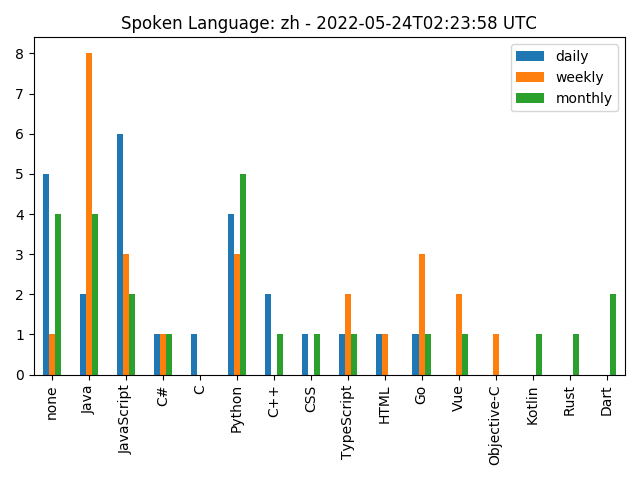 Spoken Language: zh - 2022-05-24T02:23:58 UTC
daily
weekly
monthly
8
7
6
5
4
3
2
1
0
none
Java
JavaScript
C#
C
Python
C++
CSS
TypeScript
HTML
Go
Vue
Objective-C
Kotlin
Rust
Dart